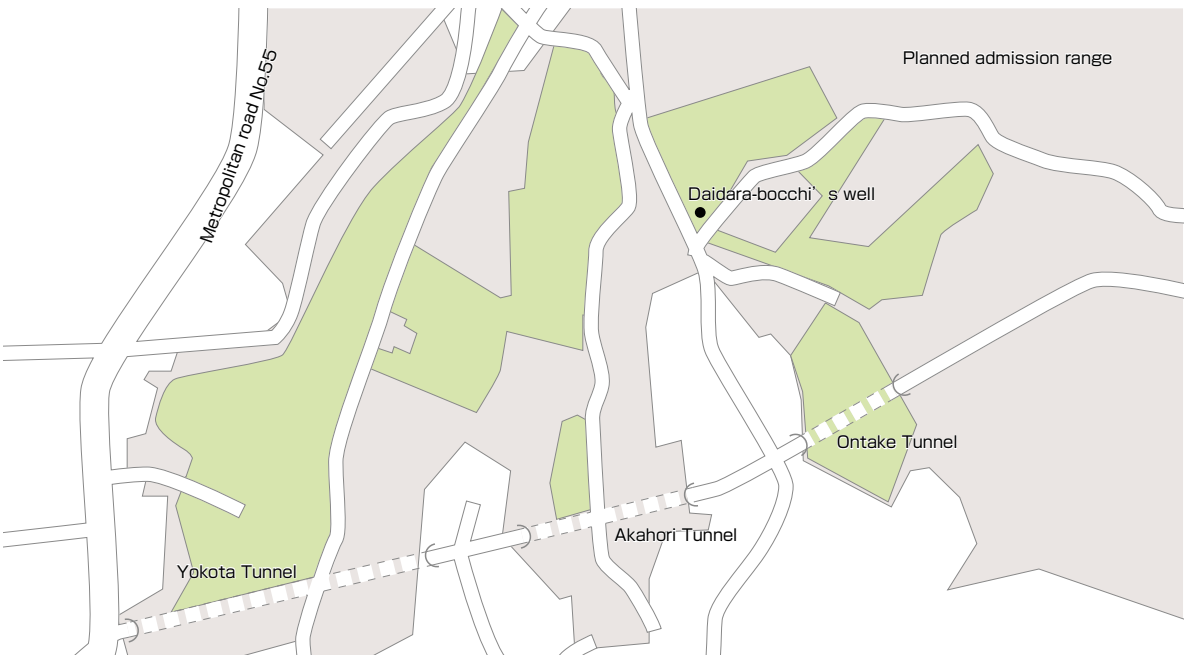 Planned admission range
Metropolitan road No.55
Daidara-bocchi’s well
Ontake Tunnel
Akahori Tunnel
Yokota Tunnel